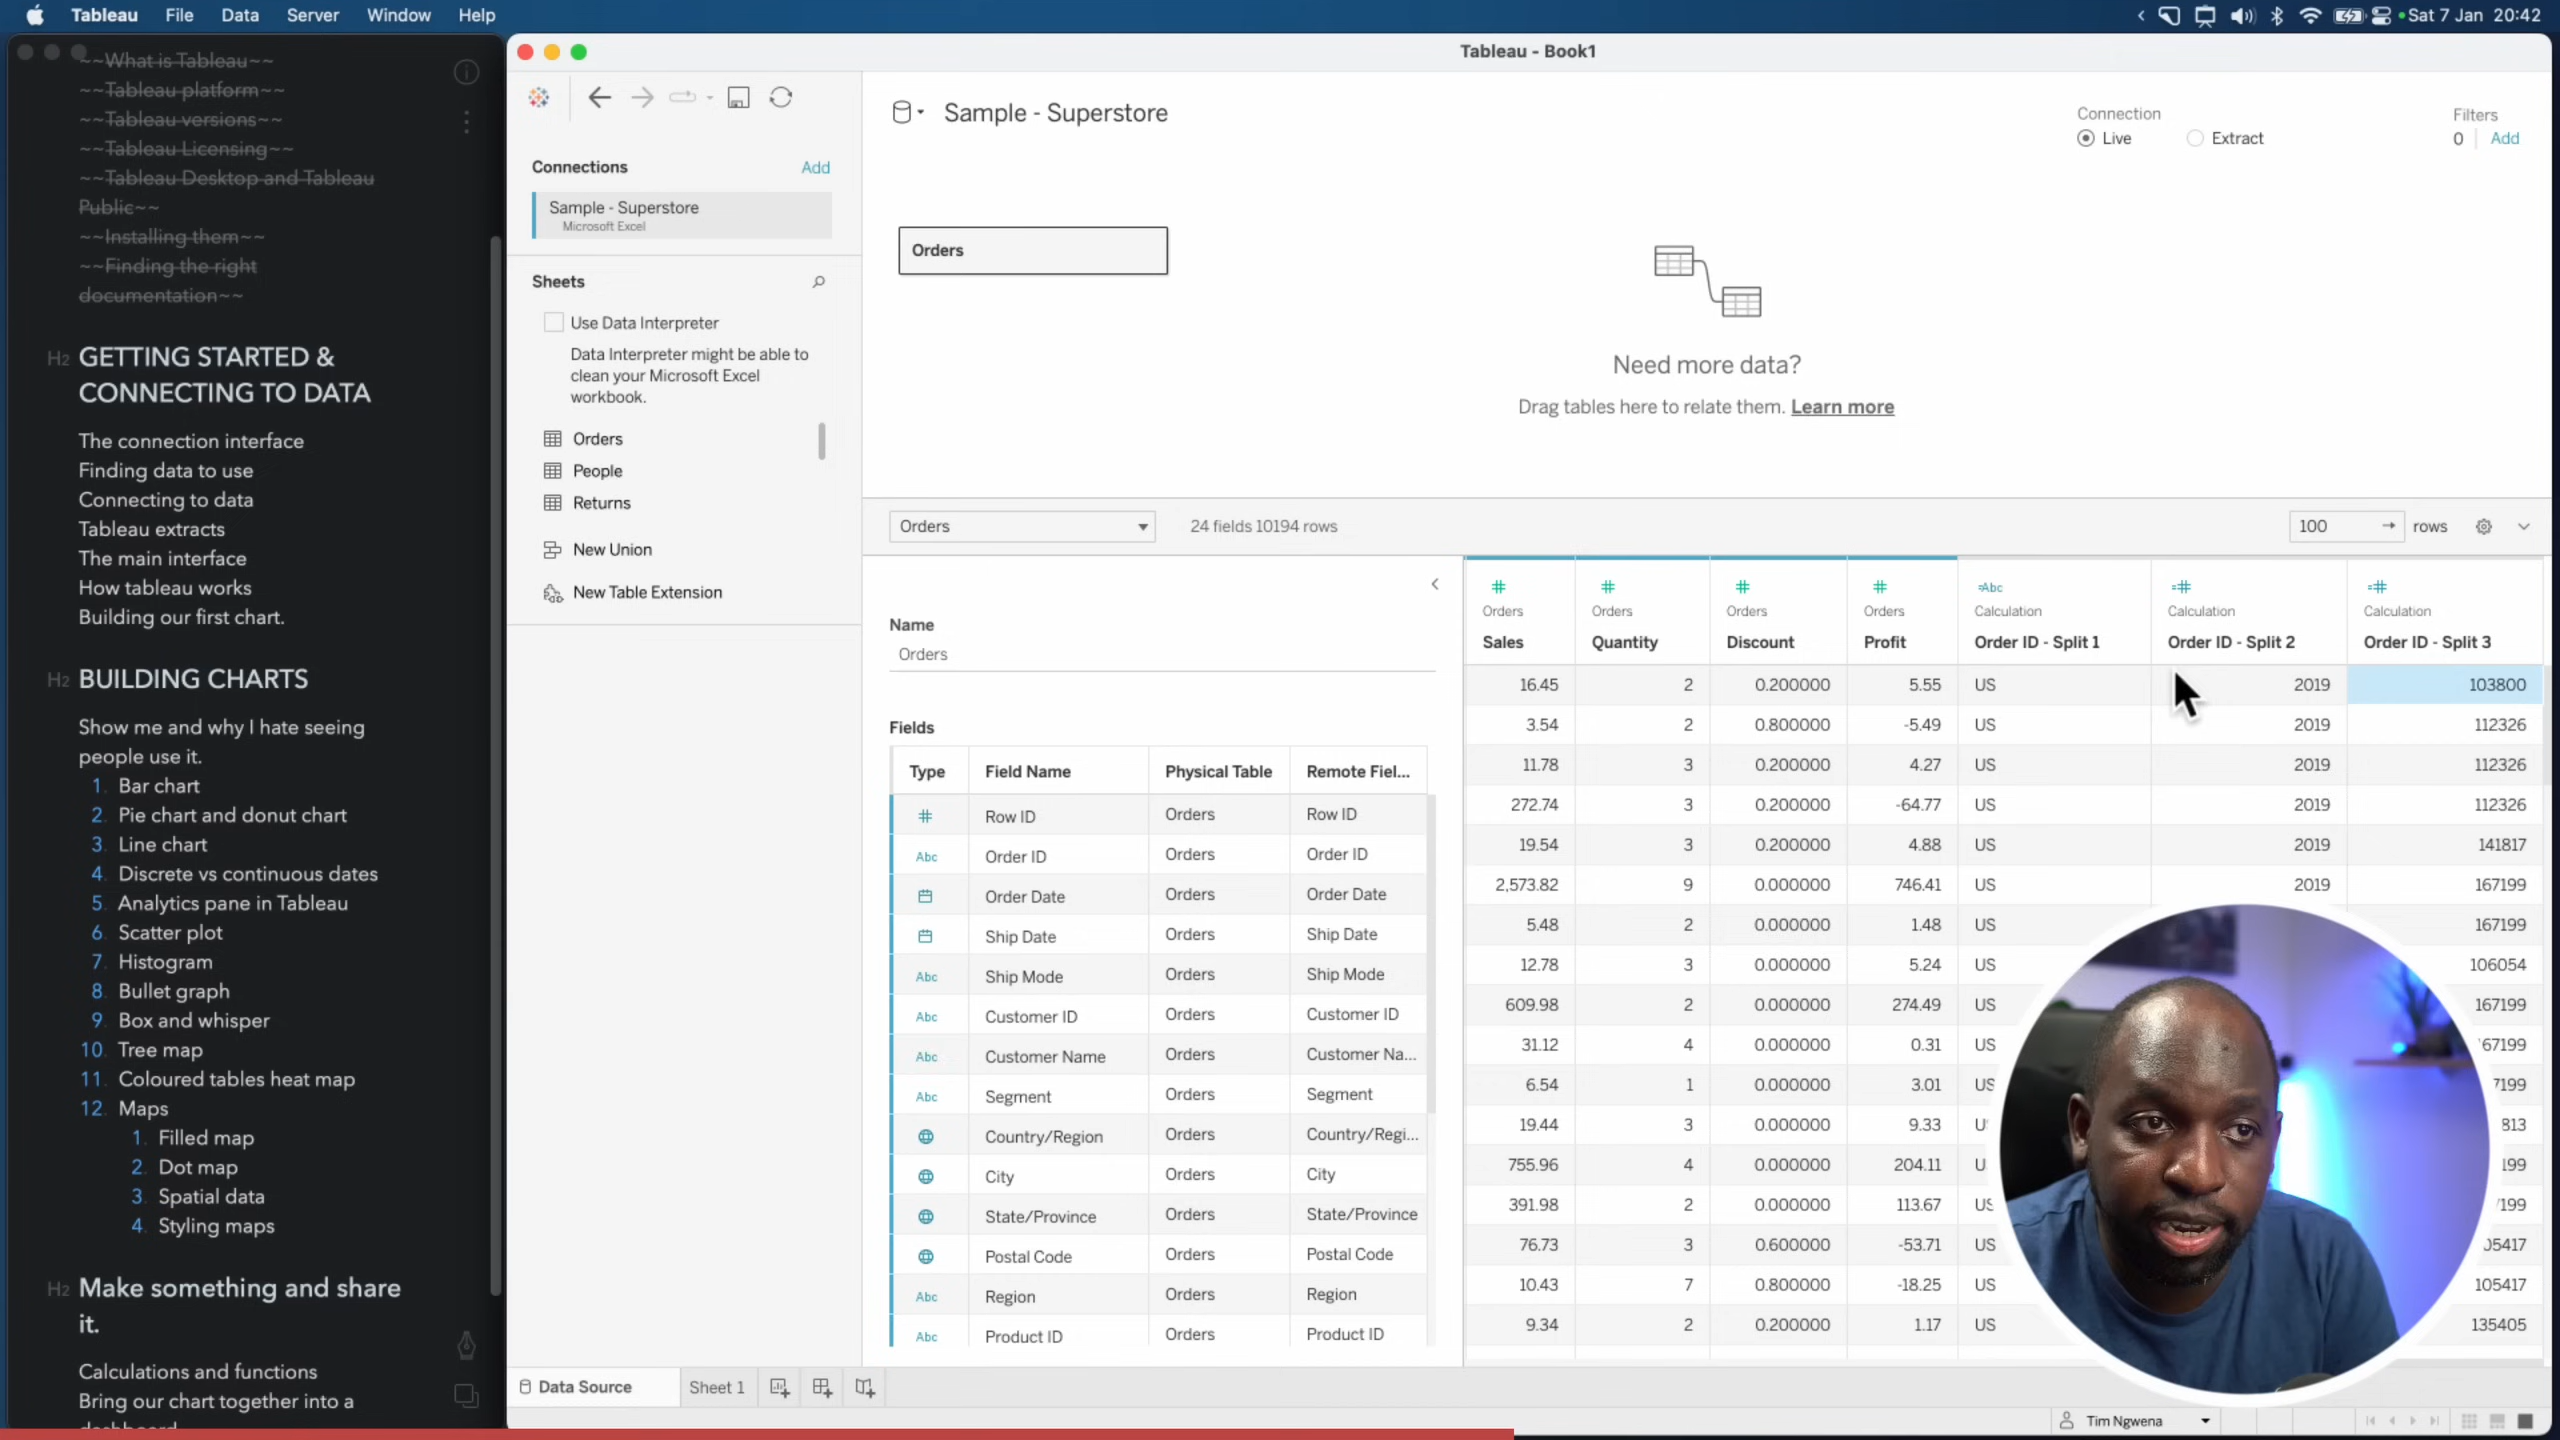 Tableau File Data Server Window Help
Sat 7 Jan 20:42
~~What is Tableau~~
~~Tableau platform~~
~~Tableau versions~~
~~Tableau Licensing~~
~~Tableau Desktop and Tableau
Public~~
~~Installing them~~
~~Finding the right
documentation~~
H2 GETTING STARTED &
CONNECTING TO DATA
The connection interface
Finding data to use
Connecting to data
Tableau extracts
The main interface
How tableau works
Building our first chart.
H2 BUILDING CHARTS
Show me and why I hate seeing
people use it.
1. Bar chart
2. Pie chart and donut chart
3. Line chart
4. Discrete vs continuous dates
5. Analytics pane in Tableau
6. Scatter plot
7. Histogram
8. Bullet graph
9. Box and whisper
10. Tree map
11. Coloured tables heat map
12. Maps
1. Filled map
2. Dot map
3. Spatial data
4. Styling maps
H2 Make something and share
it.
Calculations and functions
Bring our chart together into a
dashboard
Tableau - Book1
Connections Add
Sample - Superstore
Microsoft Excel
Sheets
Use Data Interpreter
Data Interpreter might be able to
clean your Microsoft Excel
workbook.
Orders
People
Returns
New Union
New Table Extension
Sample - Superstore
Connection
Live Extract
Filters
0 Add
Orders
Need more data?
Drag tables here to relate them. Learn more
Orders 24 fields 10194 rows 100 rows
Name
Orders
Fields
Type Field Name Physical Table Remote Fiel...
# Row ID Orders Row ID
Abc Order ID Orders Order ID
Order Date Orders Order Date
Ship Date Orders Ship Date
Abc Ship Mode Orders Ship Mode
Abc Customer ID Orders Customer ID
Abc Customer Name Orders Customer Na...
Abc Segment Orders Segment
Country/Region Orders Country/Regi...
City Orders City
State/Province Orders State/Province
Postal Code Orders Postal Code
Abc Region Orders Region
Abc Product ID Orders Product ID
# # # # =Abc =# =#
Orders Orders Orders Orders Calculation Calculation Calculation
Sales Quantity Discount Profit Order ID - Split 1 Order ID - Split 2 Order ID - Split 3
16.45 2 0.200000 5.55 US 2019 103800
3.54 2 0.800000 -5.49 US 2019 112326
11.78 3 0.200000 4.27 US 2019 112326
272.74 3 0.200000 -64.77 US 2019 112326
19.54 3 0.200000 4.88 US 2019 141817
2,573.82 9 0.000000 746.41 US 2019 167199
5.48 2 0.000000 1.48 US 167199
12.78 3 0.000000 5.24 US 106054
609.98 2 0.000000 274.49 US 167199
31.12 4 0.000000 0.31 US 67199
6.54 1 0.000000 3.01 US 7199
19.44 3 0.000000 9.33 U 813
755.96 4 0.000000 204.11 U 199
391.98 2 0.000000 113.67 US 199
76.73 3 0.600000 -53.71 US 05417
10.43 7 0.800000 -18.25 US 105417
9.34 2 0.200000 1.17 US 135405
Data Source Sheet 1
Tim Ngwena